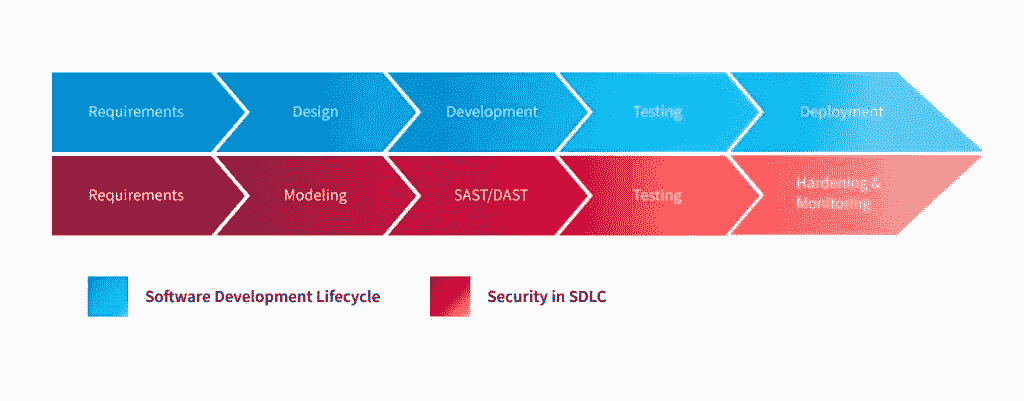 Requirements
Design
Development
Testing
Deployment
Requirements
Modeling
SAST/DAST
Testing
Hardening &
Monitoring
Software Development Lifecycle
Security in SDLC